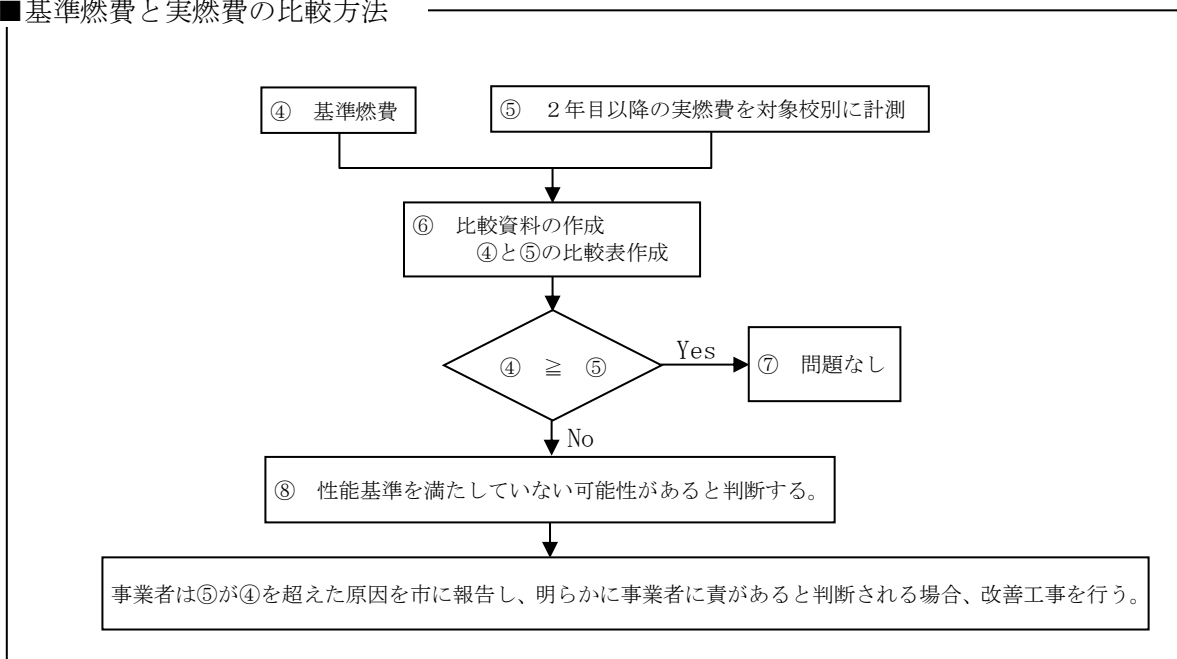 ■基準燃費と実燃費の比較方法
④　基準燃費
⑤　２年目以降の実燃費を対象校別に計測
⑥　比較資料の作成
④と⑤の比較表作成
④　≧　⑤
Yes
⑦　問題なし
No
⑧　性能基準を満たしていない可能性があると判断する。
事業者は⑤が④を超えた原因を市に報告し、明らかに事業者に責があると判断される場合、改善工事を行う。